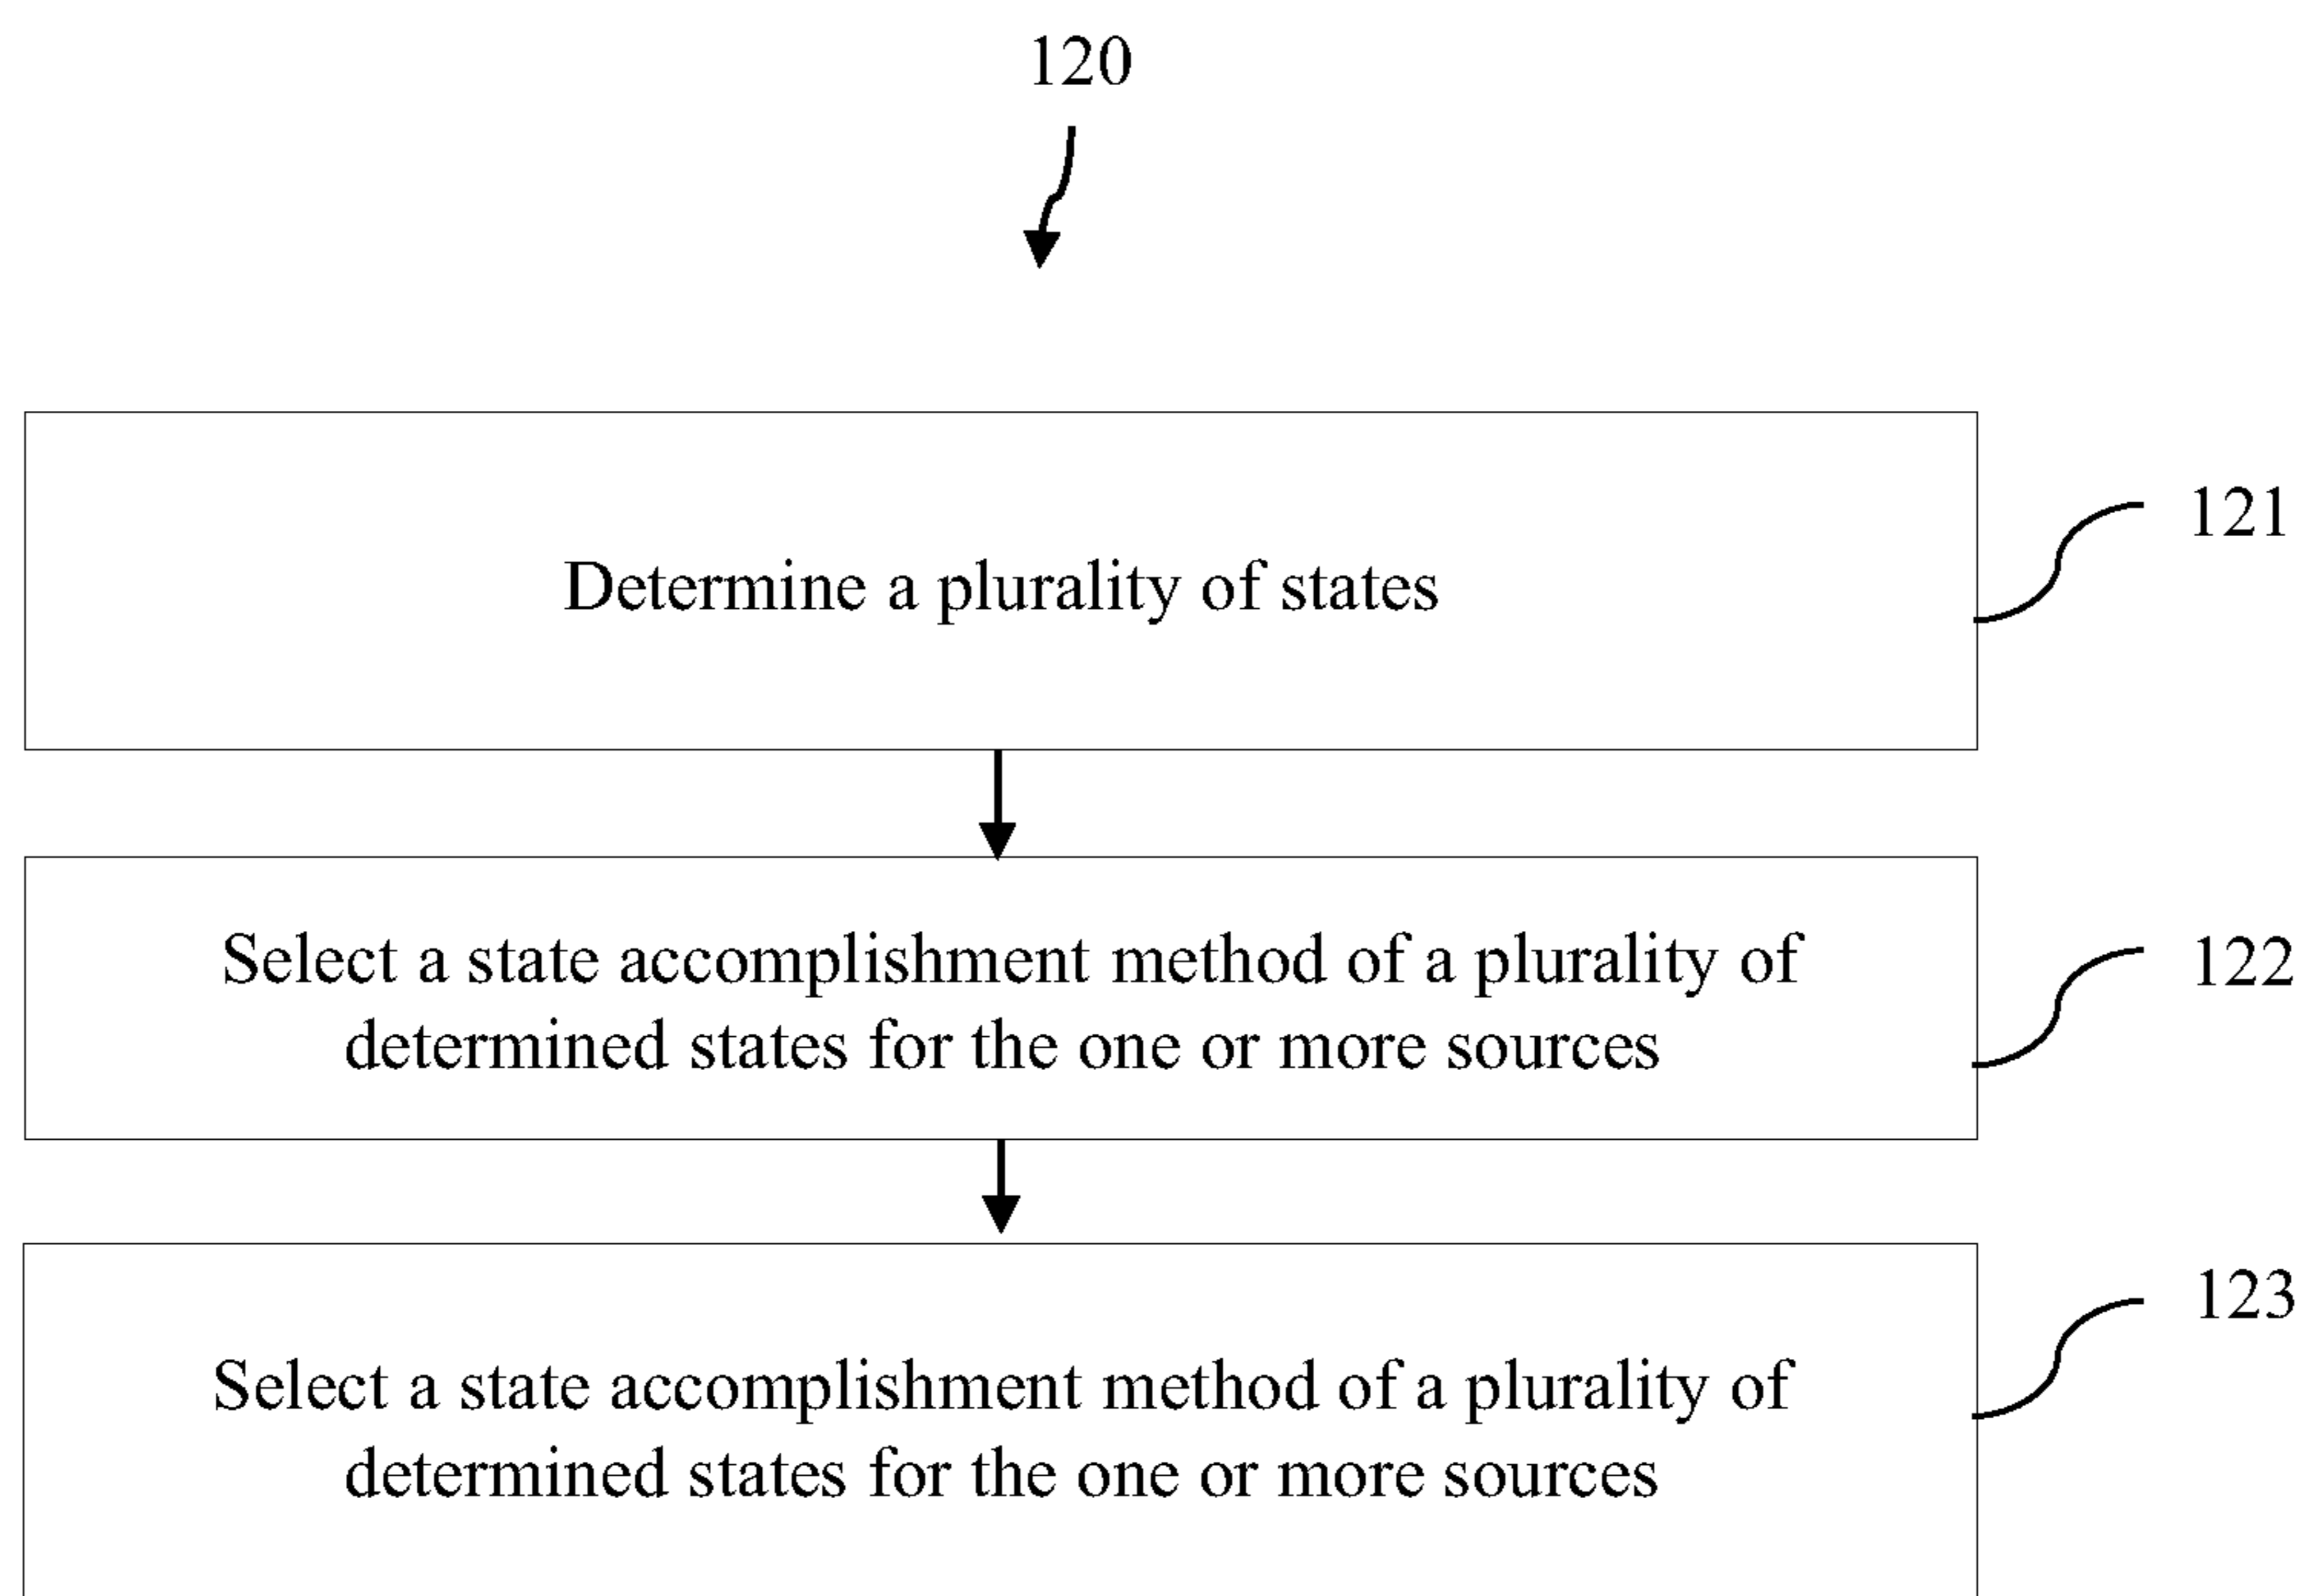 120
Determine a plurality of states
121
Select a state accomplishment method of a plurality of
determined states for the one or more sources
122
Select a state accomplishment method of a plurality of
determined states for the one or more sources
123